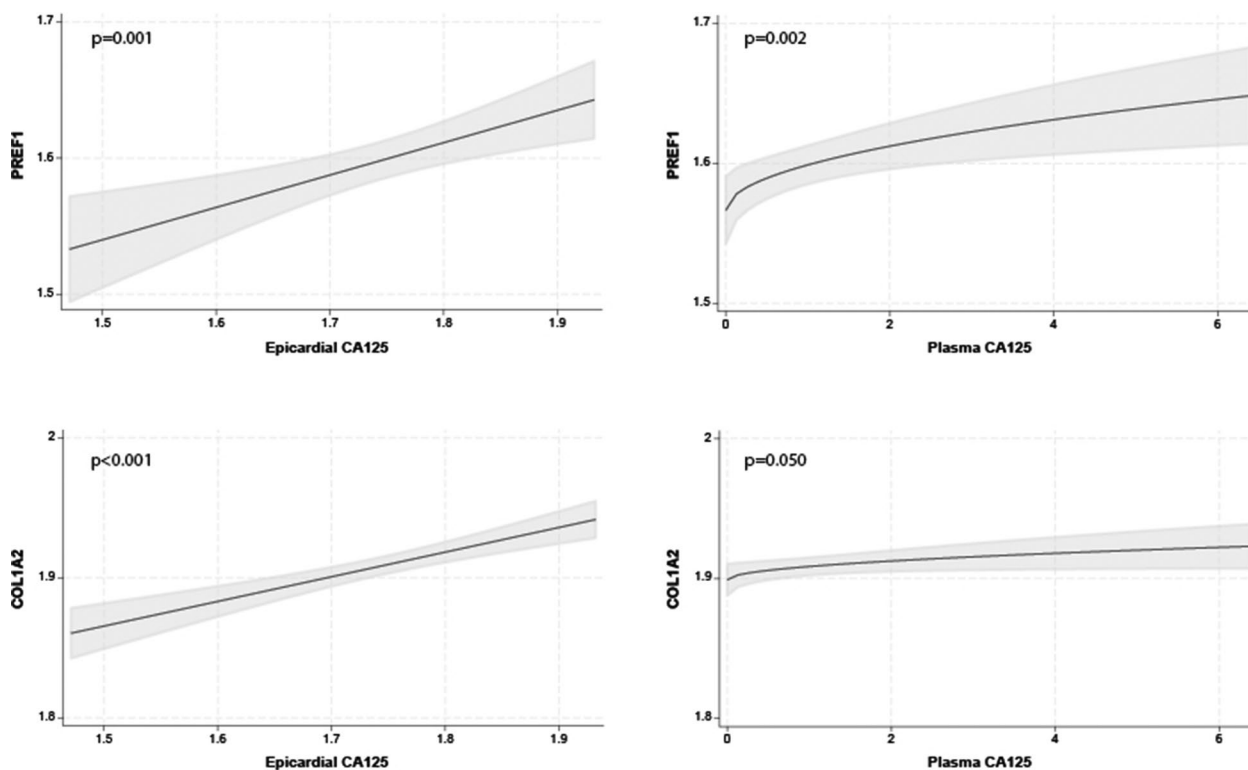 1.7
p=0.001
1.6
1.5
PREF1
1.5 1.6 1.7 1.8 1.9
Epicardial CA125
1.7
p=0.002
1.6
1.5
PREF1
0 2 4 6
Plasma CA125
2
p<0.001
1.9
1.8
COL1A2
1.5 1.6 1.7 1.8 1.9
Epicardial CA125
2
p=0.050
1.9
1.8
COL1A2
0 2 4 6
Plasma CA125